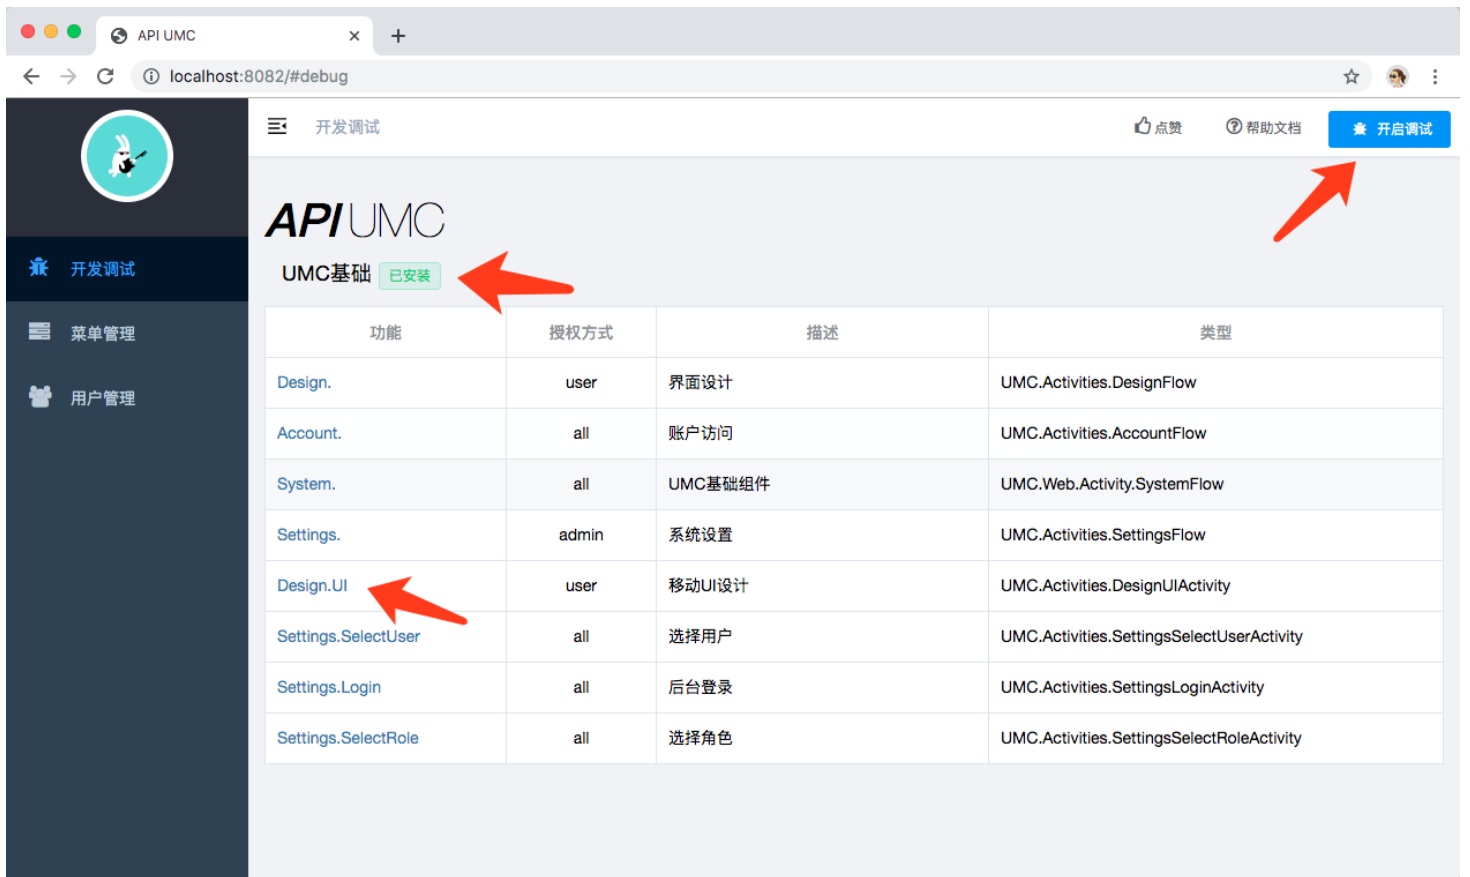 API UMC
localhost:8082/#debug
开发调试
点赞
帮助文档
开启调试
API UMC
开发调试
菜单管理
用户管理
UMC基础 已安装
功能 授权方式 描述 类型
Design. user 界面设计 UMC.Activities.DesignFlow
Account. all 账户访问 UMC.Activities.AccountFlow
System. all UMC基础组件 UMC.Web.Activity.SystemFlow
Settings. admin 系统设置 UMC.Activities.SettingsFlow
Design.UI user 移动UI设计 UMC.Activities.DesignUIActivity
Settings.SelectUser all 选择用户 UMC.Activities.SettingsSelectUserActivity
Settings.Login all 后台登录 UMC.Activities.SettingsLoginActivity
Settings.SelectRole all 选择角色 UMC.Activities.SettingsSelectRoleActivity